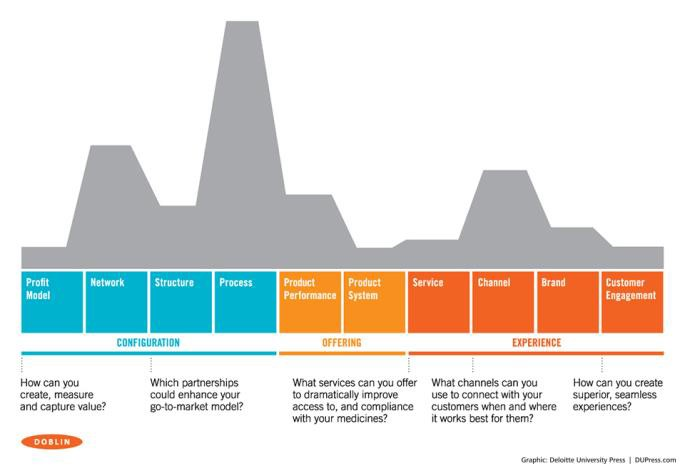 Profit
Model
Network
Structure
Process
Product
Performance
Product
System
Service
Channel
Brand
Customer
Engagement
CONFIGURATION
OFFERING
EXPERIENCE
How can you
create, measure
and capture value?
Which partnerships
could enhance your
go-to-market model?
What services can you offer
to dramatically improve
access to, and compliance
with your medicines?
What channels can you
use to connect with your
customers when and where
it works best for them?
How can you create
superior, seamless
experiences?
DOBLIN
Graphic: Deloitte University Press | DUPress.com